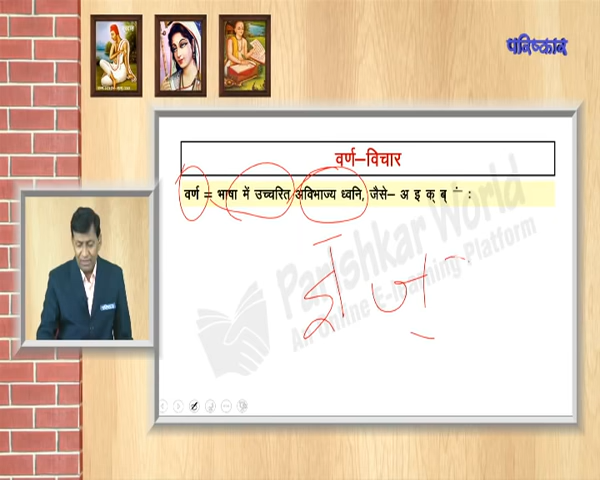 परिष्कार
वर्ण–विचार
वर्ण = भाषा में उच्चरित अविभाज्य ध्वनि, जैसे– अ इ क् ब् ं ः
Parishkar World
An Online E-learning Platform